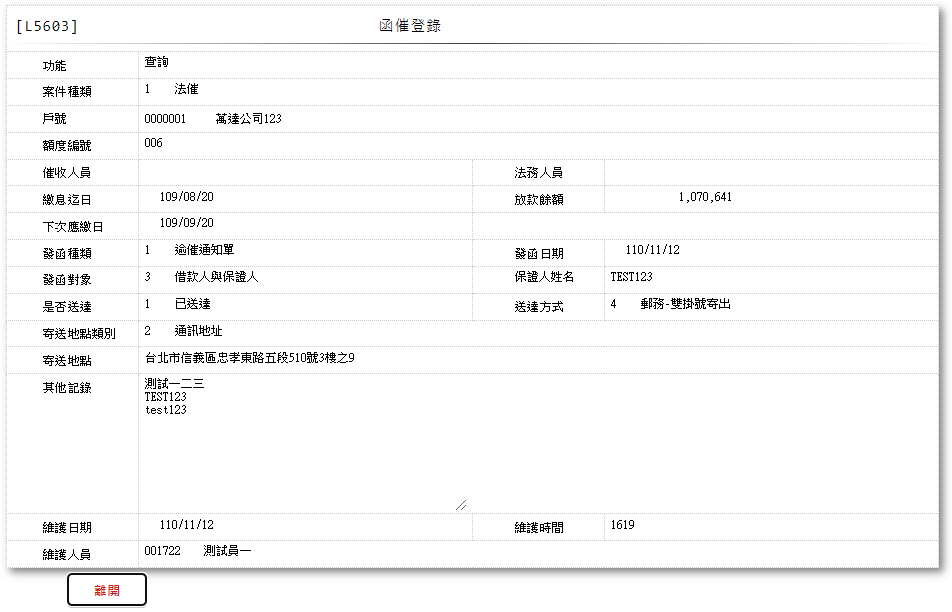 [L5603] 函催登錄
功能 查詢
案件種類 1 法催
戶號 0000001 萬達公司123
額度編號 006
催收人員 法務人員
繳息迄日 109/08/20 放款餘額 1,070,641
下次應繳日 109/09/20
發函種類 1 逾催通知單 發函日期 110/11/12
發函對象 3 借款人與保證人 保證人姓名 TEST123
是否送達 1 已送達 送達方式 4 郵務-雙掛號寄出
寄送地點類別 2 通訊地址
寄送地點 台北市信義區忠孝東路五段510號3樓之9
其他記錄 測試一二三
TEST123
test123
維護日期 110/11/12 維護時間 1619
維護人員 001722 測試員一
離開